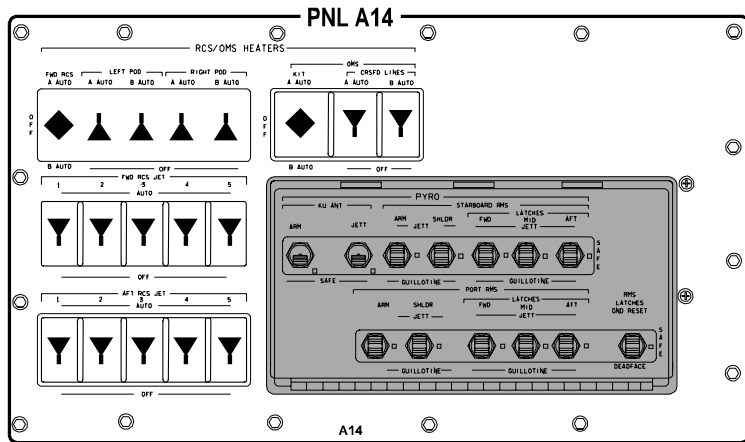 PNL A14
RCS/OMS HEATERS
FWD RCS
A AUTO
LEFT POD
A AUTO B AUTO
RIGHT POD
A AUTO B AUTO
OFF
B AUTO
OFF
OMS
KIT
A AUTO
CRSFD LINES
A AUTO B AUTO
OFF
B AUTO
OFF
FWD RCS JET
1 2 3 4 5
AUTO
OFF
AFT RCS JET
1 2 3 4 5
AUTO
OFF
PYRO
KU ANT
ARM JETT
SAFE
STARBOARD RMS
ARM SHLDR
JETT
LATCHES
FWD MID AFT
JETT
SAFE
GUILLOTINE GUILLOTINE
PORT RMS
ARM SHLDR
JETT
LATCHES
FWD MID AFT
JETT
RMS
LATCHES
GND RESET
SAFE
GUILLOTINE GUILLOTINE
DEADFACE
A14